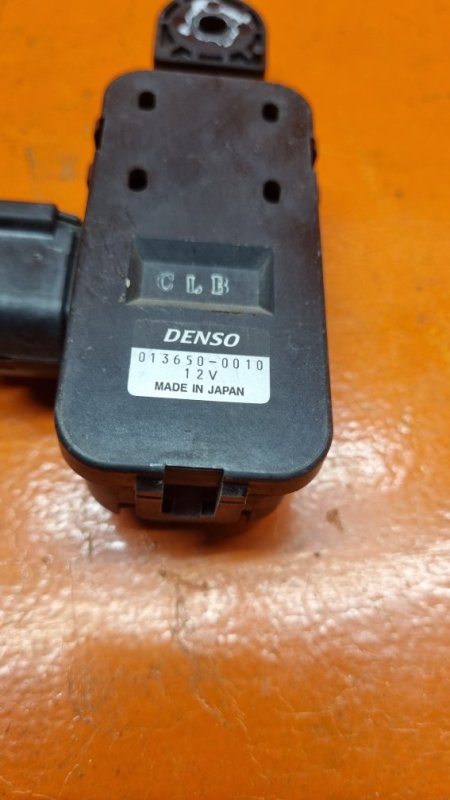 CLB
DENSO
013650-0010
12V
MADE IN JAPAN